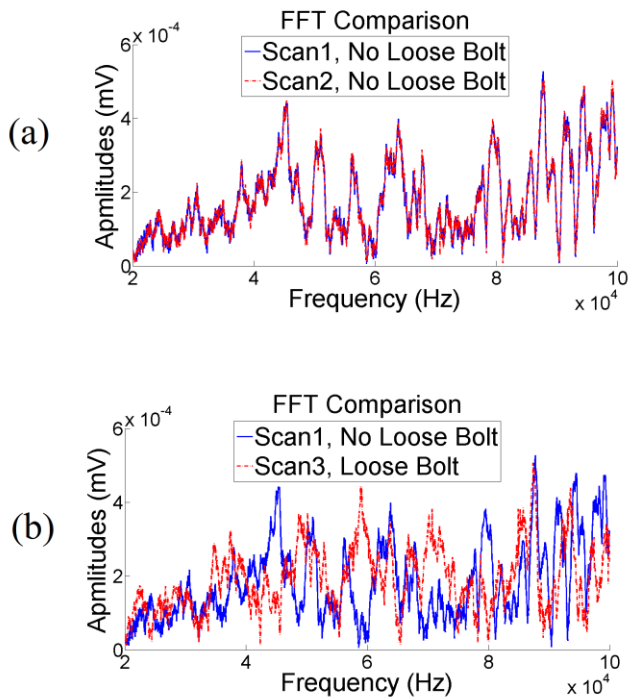 FFT Comparison
x 10-4
Scan1, No Loose Bolt
Scan2, No Loose Bolt
(a)
Apmlitudes (mV)
6
4
2
0
2 4 6 8 10
Frequency (Hz)
x 10^4
FFT Comparison
x 10-4
Scan1, No Loose Bolt
Scan3, Loose Bolt
(b)
Apmlitudes (mV)
6
4
2
0
2 4 6 8 10
Frequency (Hz)
x 10^4